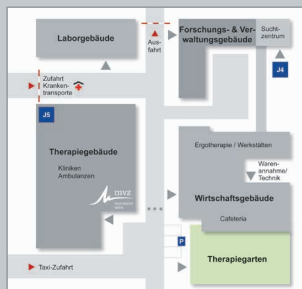 Laborgebäude
Aus-
fahrt
Forschungs- & Ver-
waltungsgebäude
Sucht-
zentrum
J4
Zufahrt
Kranken-
transporte
J5
Therapiegebäude
Kliniken
Ambulanzen
mvz
Ergotherapie / Werkstätten
Waren-
annahme/
Technik
Wirtschaftsgebäude
Cafeteria
P
Therapiegarten
Taxi-Zufahrt